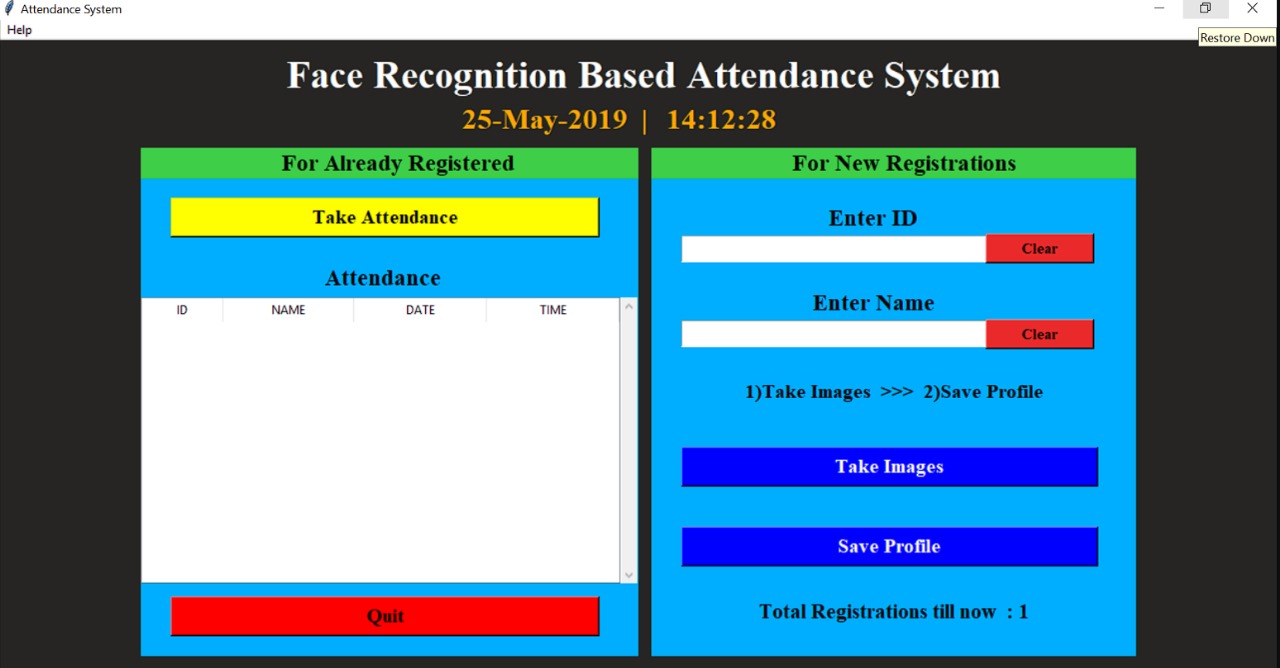 Attendance System
Help
Restore Down
Face Recognition Based Attendance System
25-May-2019 | 14:12:28
For Already Registered
Take Attendance
Attendance
ID NAME DATE TIME
Quit
For New Registrations
Enter ID
Clear
Enter Name
Clear
1)Take Images >>> 2)Save Profile
Take Images
Save Profile
Total Registrations till now : 1